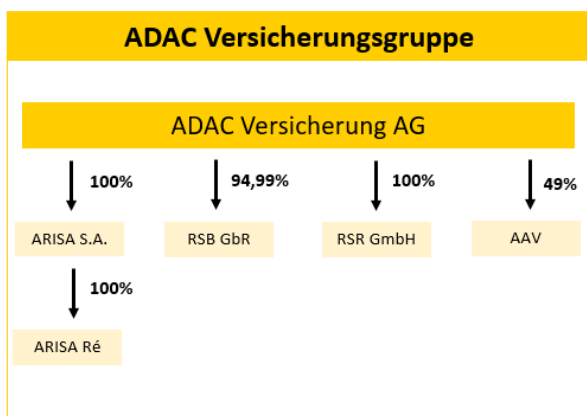 ADAC Versicherungsgruppe
ADAC Versicherung AG
100%
94,99%
100%
49%
ARISA S.A.
RSB GbR
RSR GmbH
AAV
100%
ARISA Ré